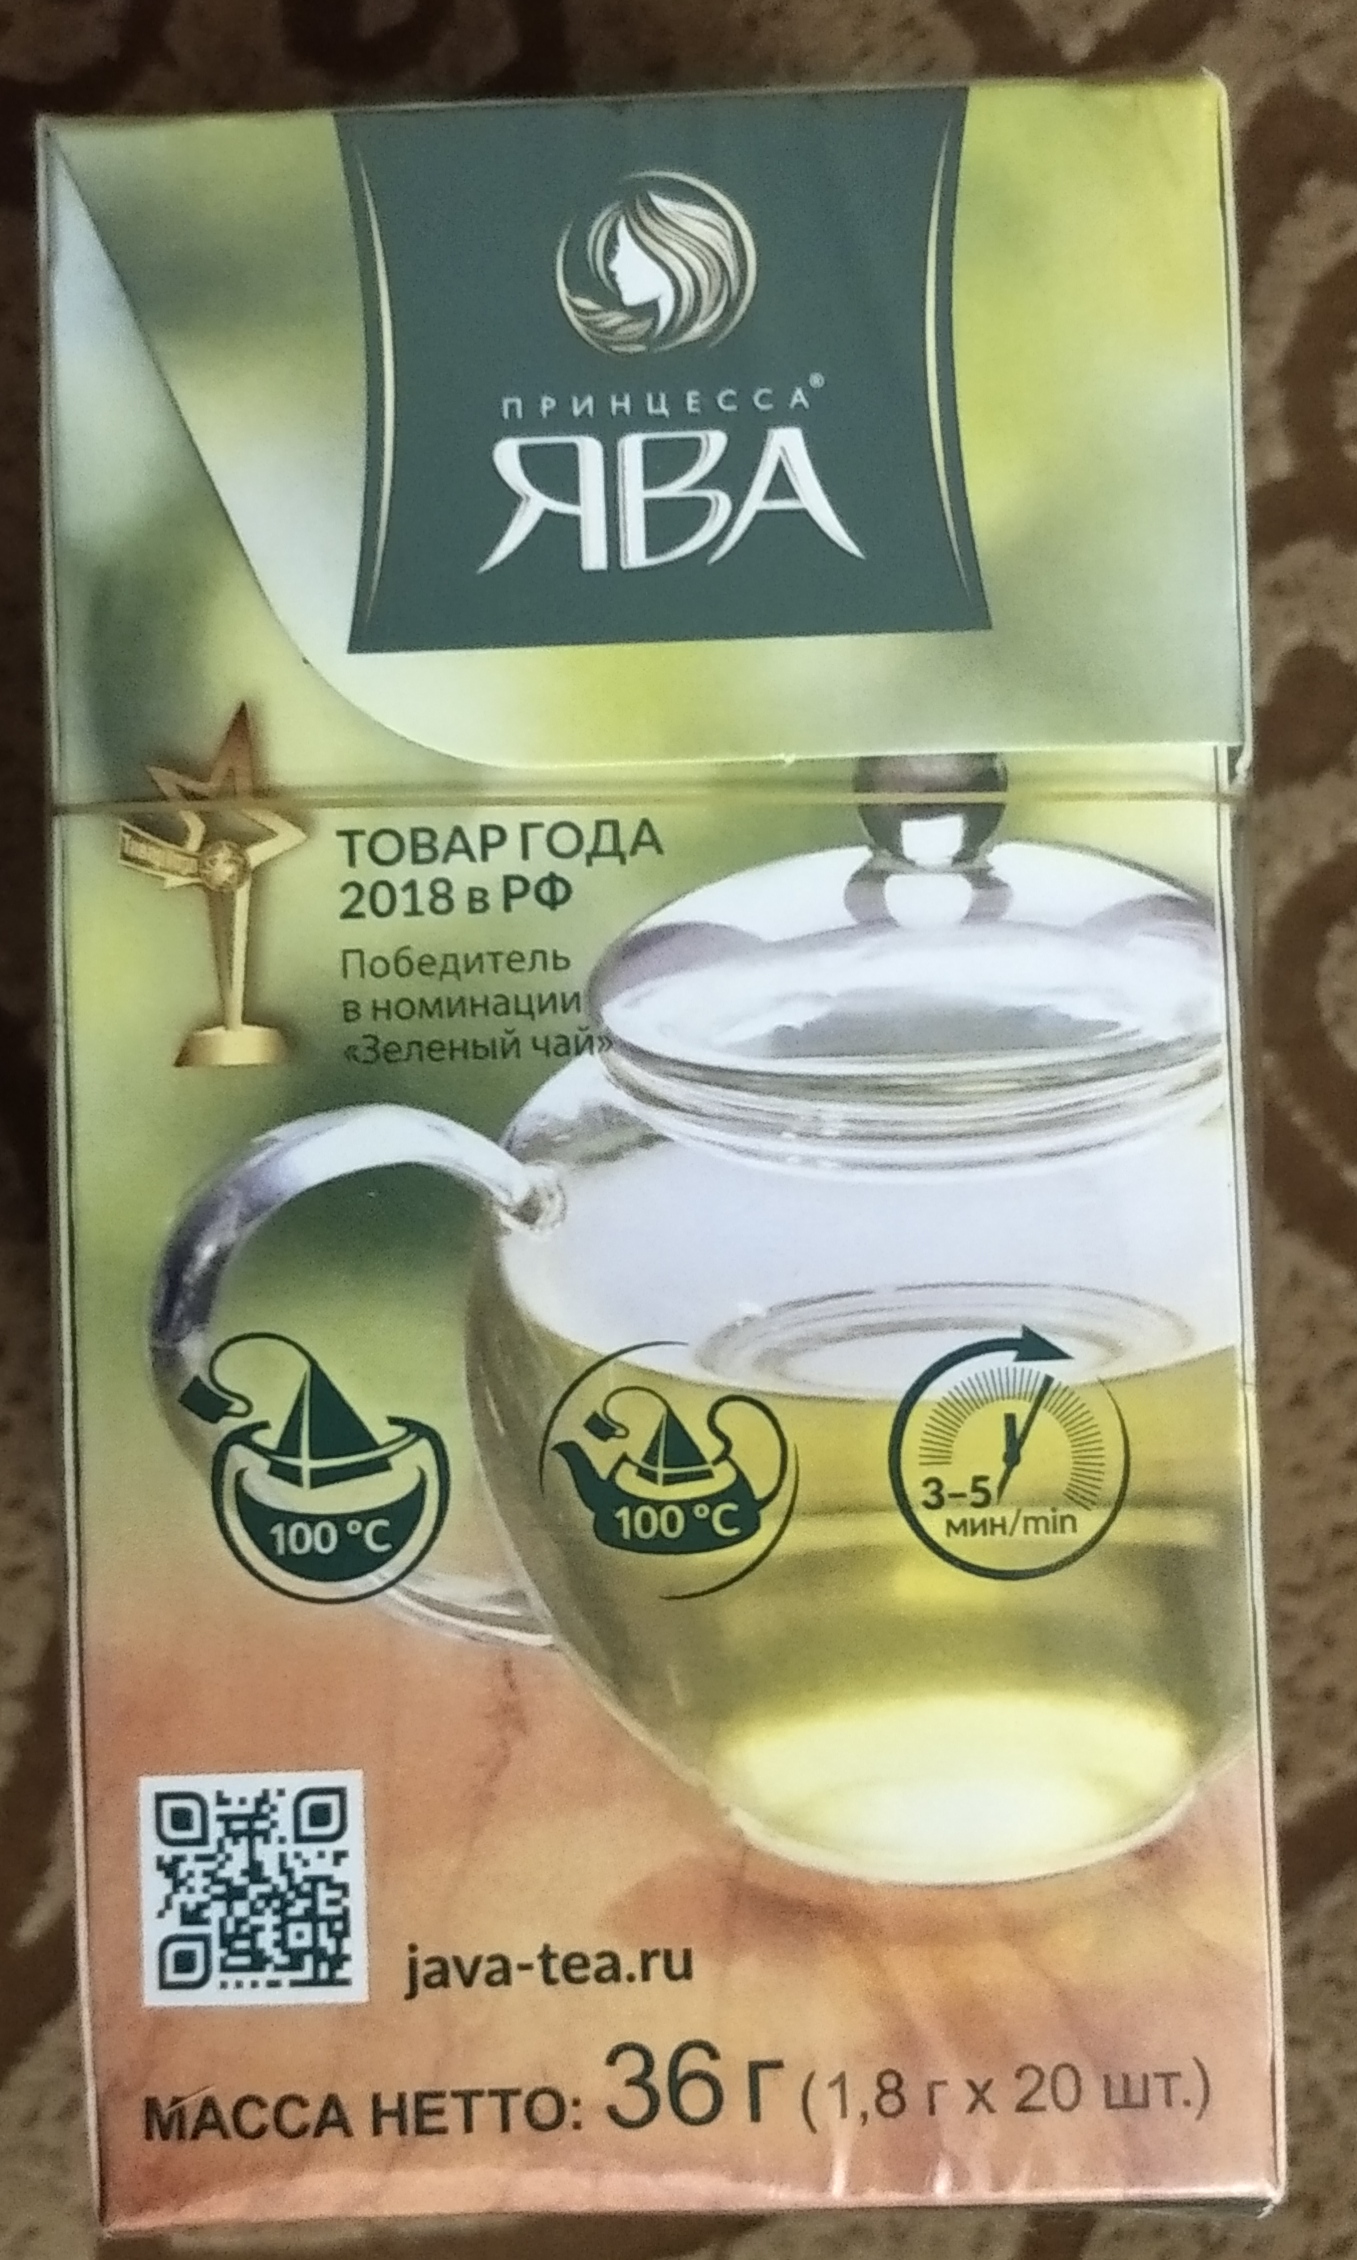 ПРИНЦЕССА®
ЯВА
ТОВАР ГОДА
2018 в РФ
Победитель
в номинации
«Зеленый чай»
100 °C
100 °C
3–5
мин/min
java-tea.ru
МАССА НЕТТО: 36 г (1,8 г x 20 шт.)